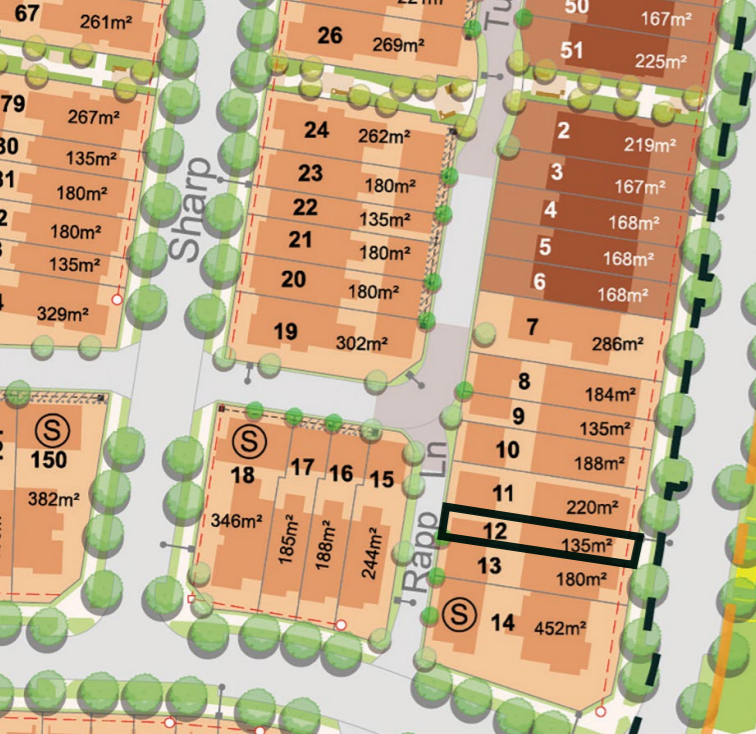 67
261m²
26
269m²
50
167m²
51
225m²
79
267m²
135m²
180m²
180m²
135m²
329m²
Sharp
24
262m²
23
180m²
22
135m²
21
180m²
20
180m²
19
302m²
2
219m²
3
167m²
4
168m²
5
168m²
6
168m²
7
286m²
8
184m²
9
135m²
10
188m²
11
220m²
12
135m²
13
180m²
S
14
452m²
S
150
382m²
S
18
346m²
17
185m²
16
188m²
15
244m²
Rapp Ln